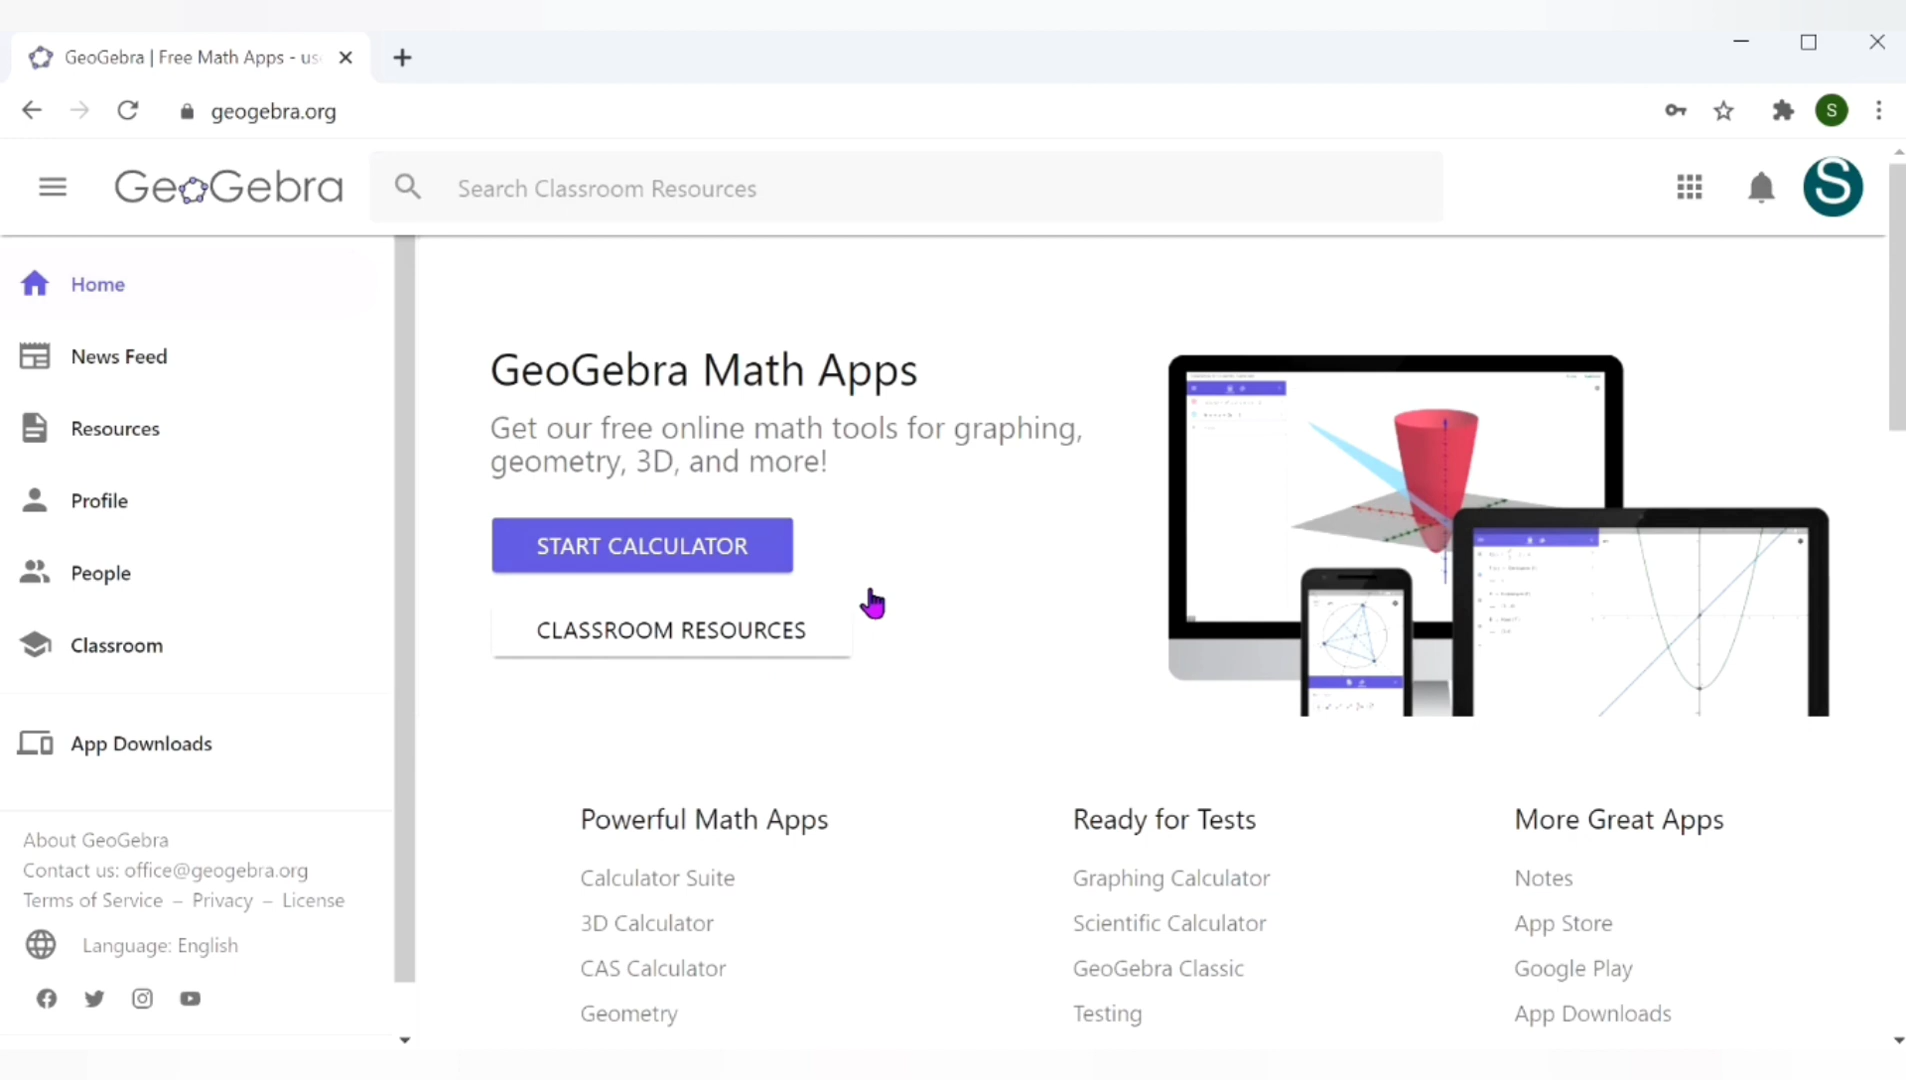 GeoGebra | Free Math Apps - us
geogebra.org
S
GeoGebra
Search Classroom Resources
S
Home
News Feed
Resources
Profile
People
Classroom
App Downloads
About GeoGebra
Contact us: office@geogebra.org
Terms of Service – Privacy – License
Language: English
GeoGebra Math Apps
Get our free online math tools for graphing,
geometry, 3D, and more!
START CALCULATOR
CLASSROOM RESOURCES
Powerful Math Apps
Calculator Suite
3D Calculator
CAS Calculator
Geometry
Ready for Tests
Graphing Calculator
Scientific Calculator
GeoGebra Classic
Testing
More Great Apps
Notes
App Store
Google Play
App Downloads